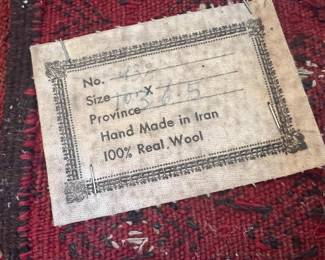 No.
Size X
Province
Hand Made in Iran
100% Real Wool